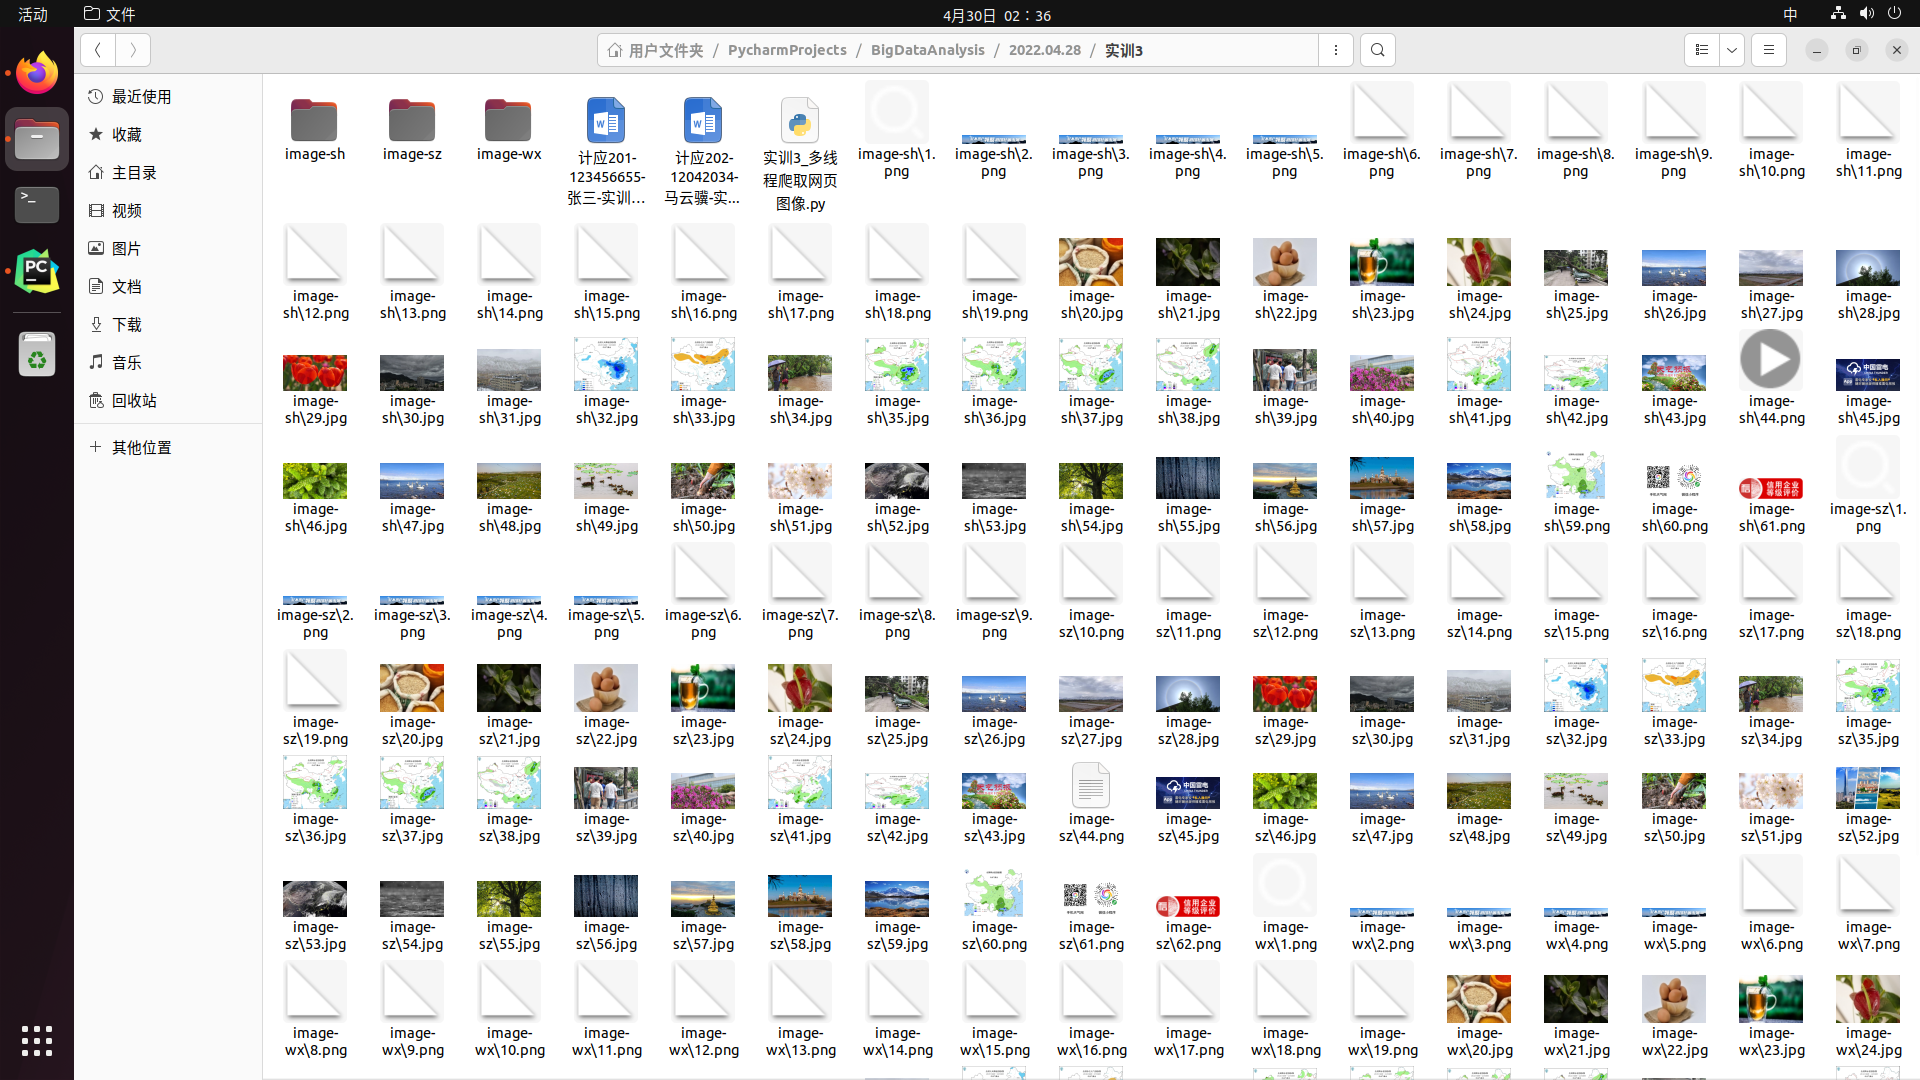 活动
文件
4月30日 02：36
中
用户文件夹 / PycharmProjects / BigDataAnalysis / 2022.04.28 / 实训3
最近使用
收藏
主目录
视频
图片
文档
下载
音乐
回收站
其他位置
image-sh
image-sz
image-wx
计应201-123456655-张三-实训...
计应202-12042034-马云骥-实...
实训3_多线程爬取网页图像.py
image-sh\1.png
image-sh\2.png
image-sh\3.png
image-sh\4.png
image-sh\5.png
image-sh\6.png
image-sh\7.png
image-sh\8.png
image-sh\9.png
image-sh\10.png
image-sh\11.png
image-sh\12.png
image-sh\13.png
image-sh\14.png
image-sh\15.png
image-sh\16.png
image-sh\17.png
image-sh\18.png
image-sh\19.png
image-sh\20.jpg
image-sh\21.jpg
image-sh\22.jpg
image-sh\23.jpg
image-sh\24.jpg
image-sh\25.jpg
image-sh\26.jpg
image-sh\27.jpg
image-sh\28.jpg
image-sh\29.jpg
image-sh\30.jpg
image-sh\31.jpg
image-sh\32.jpg
image-sh\33.jpg
image-sh\34.jpg
image-sh\35.jpg
image-sh\36.jpg
image-sh\37.jpg
image-sh\38.jpg
image-sh\39.jpg
image-sh\40.jpg
image-sh\41.jpg
image-sh\42.jpg
image-sh\43.jpg
image-sh\44.png
image-sh\45.jpg
image-sh\46.jpg
image-sh\47.jpg
image-sh\48.jpg
image-sh\49.jpg
image-sh\50.jpg
image-sh\51.jpg
image-sh\52.jpg
image-sh\53.jpg
image-sh\54.jpg
image-sh\55.jpg
image-sh\56.jpg
image-sh\57.jpg
image-sh\58.jpg
image-sh\59.png
image-sh\60.png
信用企业
等级评价
image-sh\61.png
image-sz\1.png
image-sz\2.png
image-sz\3.png
image-sz\4.png
image-sz\5.png
image-sz\6.png
image-sz\7.png
image-sz\8.png
image-sz\9.png
image-sz\10.png
image-sz\11.png
image-sz\12.png
image-sz\13.png
image-sz\14.png
image-sz\15.png
image-sz\16.png
image-sz\17.png
image-sz\18.png
image-sz\19.png
image-sz\20.jpg
image-sz\21.jpg
image-sz\22.jpg
image-sz\23.jpg
image-sz\24.jpg
image-sz\25.jpg
image-sz\26.jpg
image-sz\27.jpg
image-sz\28.jpg
image-sz\29.jpg
image-sz\30.jpg
image-sz\31.jpg
image-sz\32.jpg
image-sz\33.jpg
image-sz\34.jpg
image-sz\35.jpg
image-sz\36.jpg
image-sz\37.jpg
image-sz\38.jpg
image-sz\39.jpg
image-sz\40.jpg
image-sz\41.jpg
image-sz\42.jpg
image-sz\43.jpg
image-sz\44.png
image-sz\45.jpg
image-sz\46.jpg
image-sz\47.jpg
image-sz\48.jpg
image-sz\49.jpg
image-sz\50.jpg
image-sz\51.jpg
image-sz\52.jpg
image-sz\53.jpg
image-sz\54.jpg
image-sz\55.jpg
image-sz\56.jpg
image-sz\57.jpg
image-sz\58.jpg
image-sz\59.jpg
image-sz\60.png
image-sz\61.png
信用企业
等级评价
image-sz\62.png
image-wx\1.png
image-wx\2.png
image-wx\3.png
image-wx\4.png
image-wx\5.png
image-wx\6.png
image-wx\7.png
image-wx\8.png
image-wx\9.png
image-wx\10.png
image-wx\11.png
image-wx\12.png
image-wx\13.png
image-wx\14.png
image-wx\15.png
image-wx\16.png
image-wx\17.png
image-wx\18.png
image-wx\19.png
image-wx\20.jpg
image-wx\21.jpg
image-wx\22.jpg
image-wx\23.jpg
image-wx\24.jpg